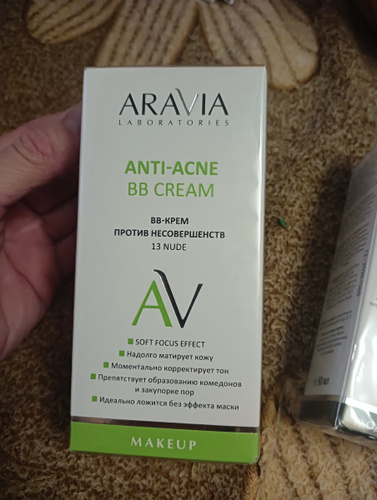 ARAVIA
LABORATORIES
ANTI-ACNE
BB CREAM
BB-КРЕМ
ПРОТИВ НЕСОВЕРШЕНСТВ
13 NUDE
AV
SOFT FOCUS EFFECT
Надолго матирует кожу
Моментально корректирует тон
Препятствует образованию комедонов
и закупорке пор
Идеально ложится без эффекта маски
MAKEUP